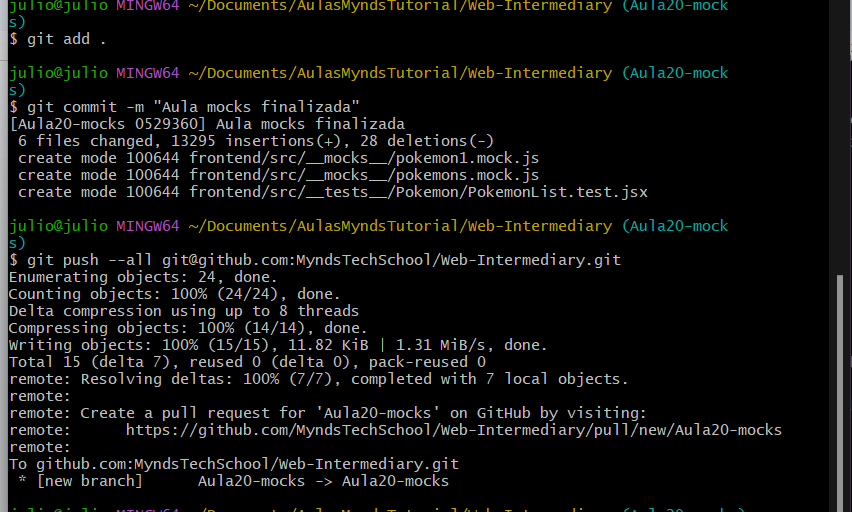 julio@julio MINGW64 ~/Documents/AulasMyndsTutorial/Web-Intermediary (Aula20-mock
s)
$ git add .
julio@julio MINGW64 ~/Documents/AulasMyndsTutorial/Web-Intermediary (Aula20-mock
s)
$ git commit -m "Aula mocks finalizada"
[Aula20-mocks 0529360] Aula mocks finalizada
 6 files changed, 13295 insertions(+), 28 deletions(-)
 create mode 100644 frontend/src/__mocks__/pokemon1.mock.js
 create mode 100644 frontend/src/__mocks__/pokemons.mock.js
 create mode 100644 frontend/src/__tests__/Pokemon/PokemonList.test.jsx
julio@julio MINGW64 ~/Documents/AulasMyndsTutorial/Web-Intermediary (Aula20-mock
s)
$ git push --all git@github.com:MyndsTechSchool/Web-Intermediary.git
Enumerating objects: 24, done.
Counting objects: 100% (24/24), done.
Delta compression using up to 8 threads
Compressing objects: 100% (14/14), done.
Writing objects: 100% (15/15), 11.82 KiB | 1.31 MiB/s, done.
Total 15 (delta 7), reused 0 (delta 0), pack-reused 0
remote: Resolving deltas: 100% (7/7), completed with 7 local objects.
remote:
remote: Create a pull request for 'Aula20-mocks' on GitHub by visiting:
remote:      https://github.com/MyndsTechSchool/Web-Intermediary/pull/new/Aula20-mocks
remote:
To github.com:MyndsTechSchool/Web-Intermediary.git
 * [new branch]      Aula20-mocks -> Aula20-mocks
julio@julio MINGW64 ~/Documents/AulasMyndsTutorial/Web-Intermediary (Aula20-mocks)